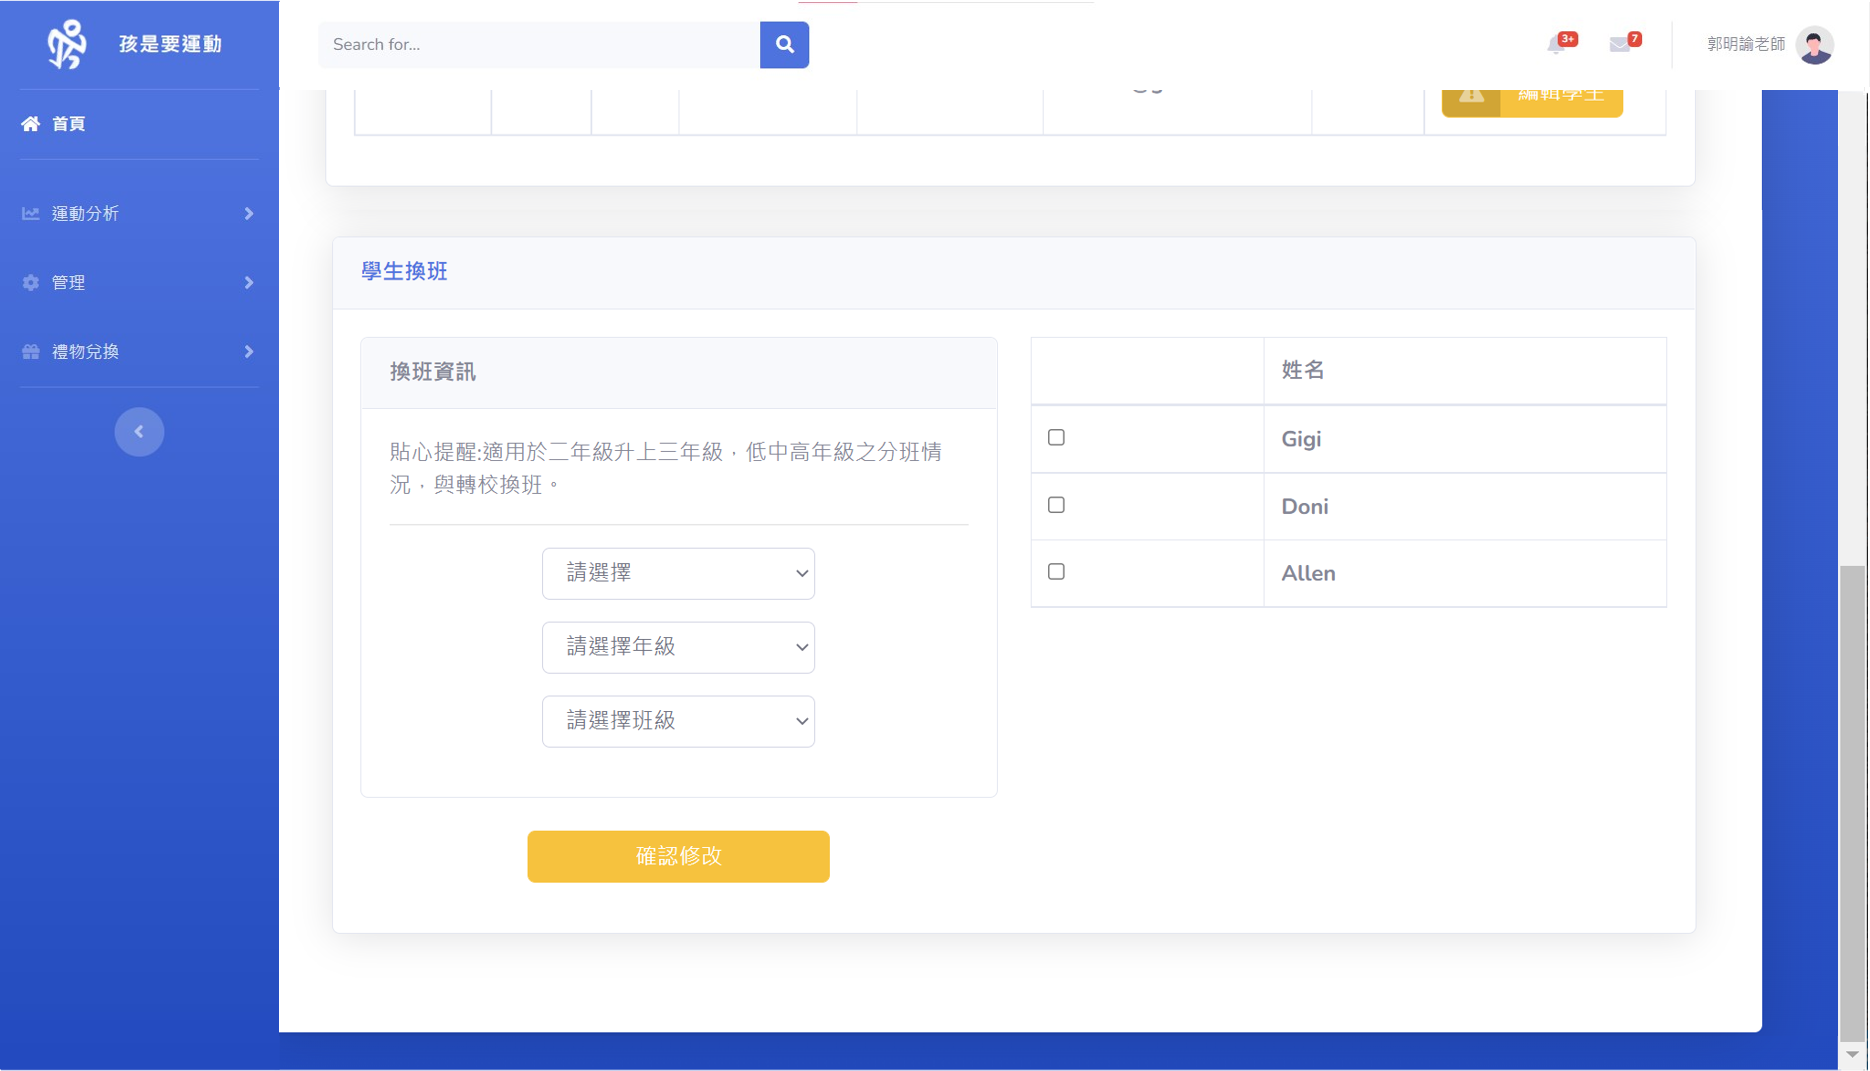 孩是要運動
Search for...
3+
7
郭明諭老師
首頁
編輯學生
運動分析
管理
禮物兌換
學生換班
換班資訊
姓名
貼心提醒:適用於二年級升上三年級，低中高年級之分班情
況，與轉校換班。
Gigi
Doni
Allen
請選擇
請選擇年級
請選擇班級
確認修改